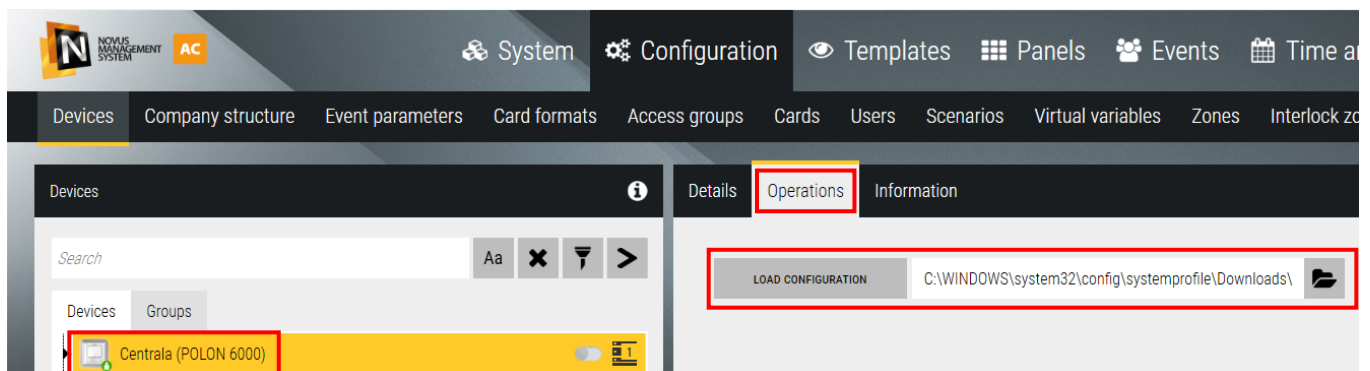 NOVUS
MANAGEMENT
SYSTEM
AC
System
Configuration
Templates
Panels
Events
Time a
Devices
Company structure
Event parameters
Card formats
Access groups
Cards
Users
Scenarios
Virtual variables
Zones
Interlock zo
Devices
Details
Operations
Information
Search
Aa
LOAD CONFIGURATION
C:\WINDOWS\system32\config\systemprofile\Downloads\
Devices
Groups
Centrala (POLON 6000)
1